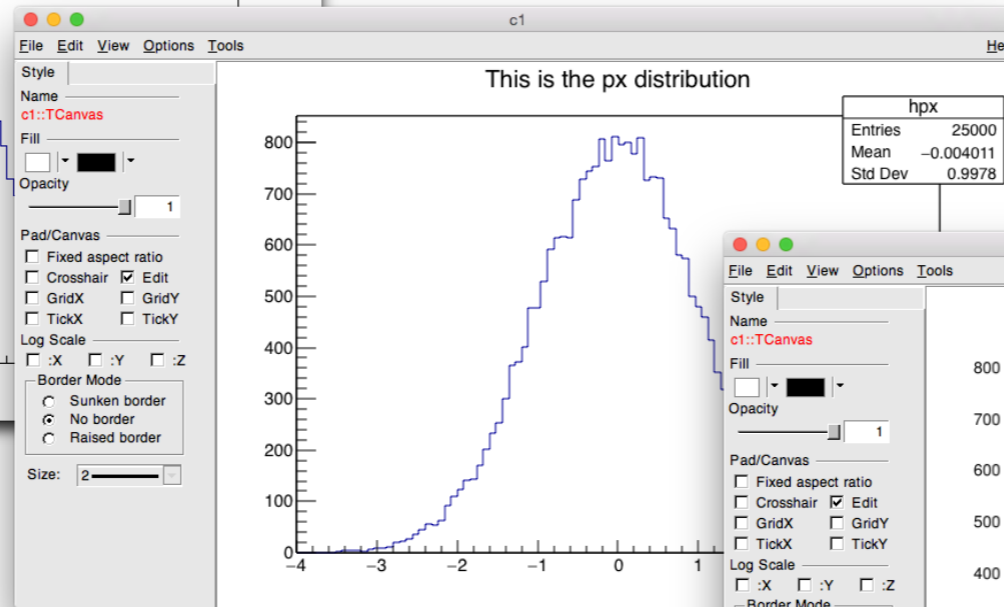 c1
File Edit View Options Tools He
Style
Name
c1::TCanvas
Fill
Opacity
1
Pad/Canvas
Fixed aspect ratio
Crosshair Edit
GridX GridY
TickX TickY
Log Scale
:X :Y :Z
Border Mode
Sunken border
No border
Raised border
Size: 2
This is the px distribution
hpx
Entries 25000
Mean −0.004011
Std Dev 0.9978
800
700
600
500
400
300
200
100
0
−4 −3 −2 −1 0 1
File Edit View Options Tools
Style
Name
c1::TCanvas
Fill
Opacity
1
Pad/Canvas
Fixed aspect ratio
Crosshair Edit
GridX GridY
TickX TickY
Log Scale
:X :Y :Z
Border Mode
800
700
600
500
400